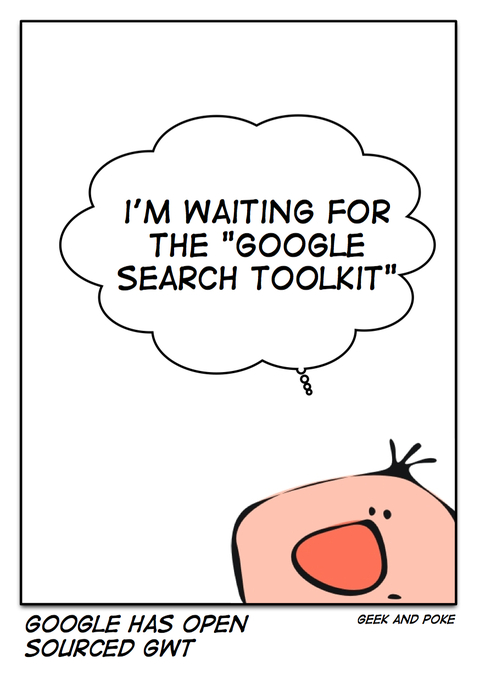 I'M WAITING FOR
THE "GOOGLE
SEARCH TOOLKIT"
GOOGLE HAS OPEN
SOURCED GWT
GEEK AND POKE